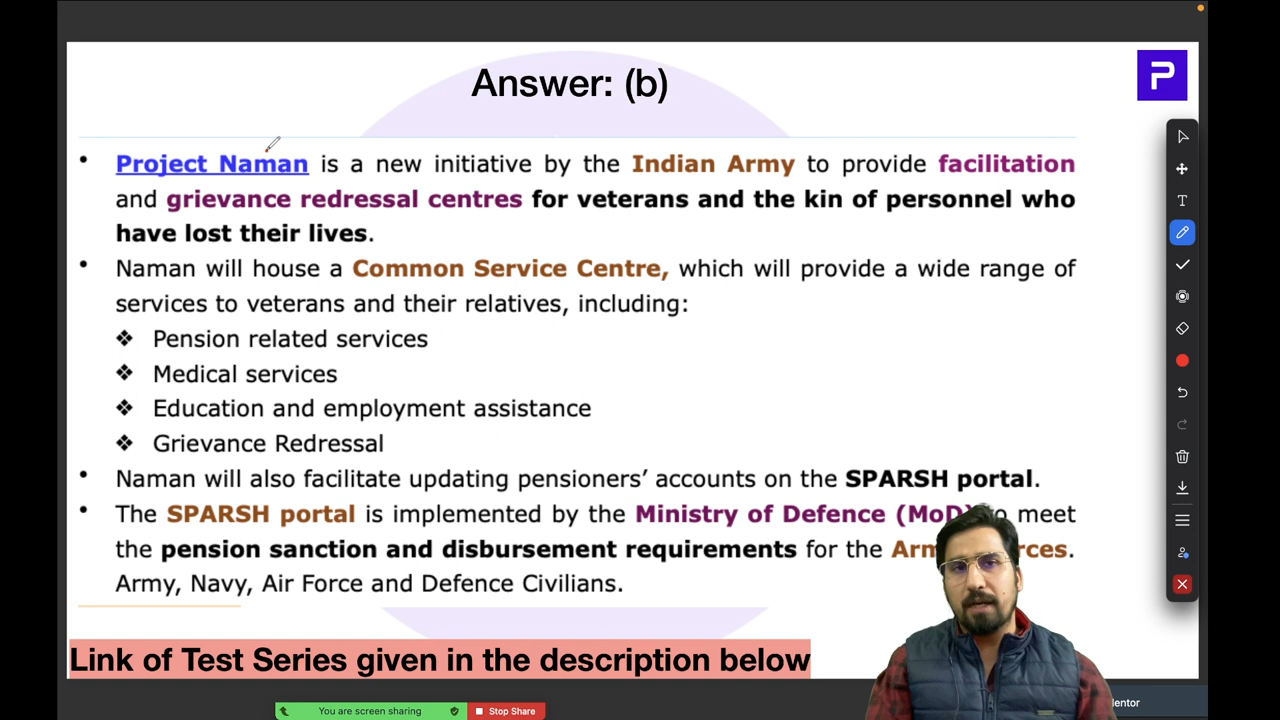 Answer: (b)
P
• Project Naman is a new initiative by the Indian Army to provide facilitation
and grievance redressal centres for veterans and the kin of personnel who
have lost their lives.
• Naman will house a Common Service Centre, which will provide a wide range of
services to veterans and their relatives, including:
❖ Pension related services
❖ Medical services
❖ Education and employment assistance
❖ Grievance Redressal
• Naman will also facilitate updating pensioners’ accounts on the SPARSH portal.
• The SPARSH portal is implemented by the Ministry of Defence (MoD) to meet
the pension sanction and disbursement requirements for the
Army, Navy, Air Force and Defence Civilians.
Link of Test Series given in the description below
You are screen sharing
Stop Share
T